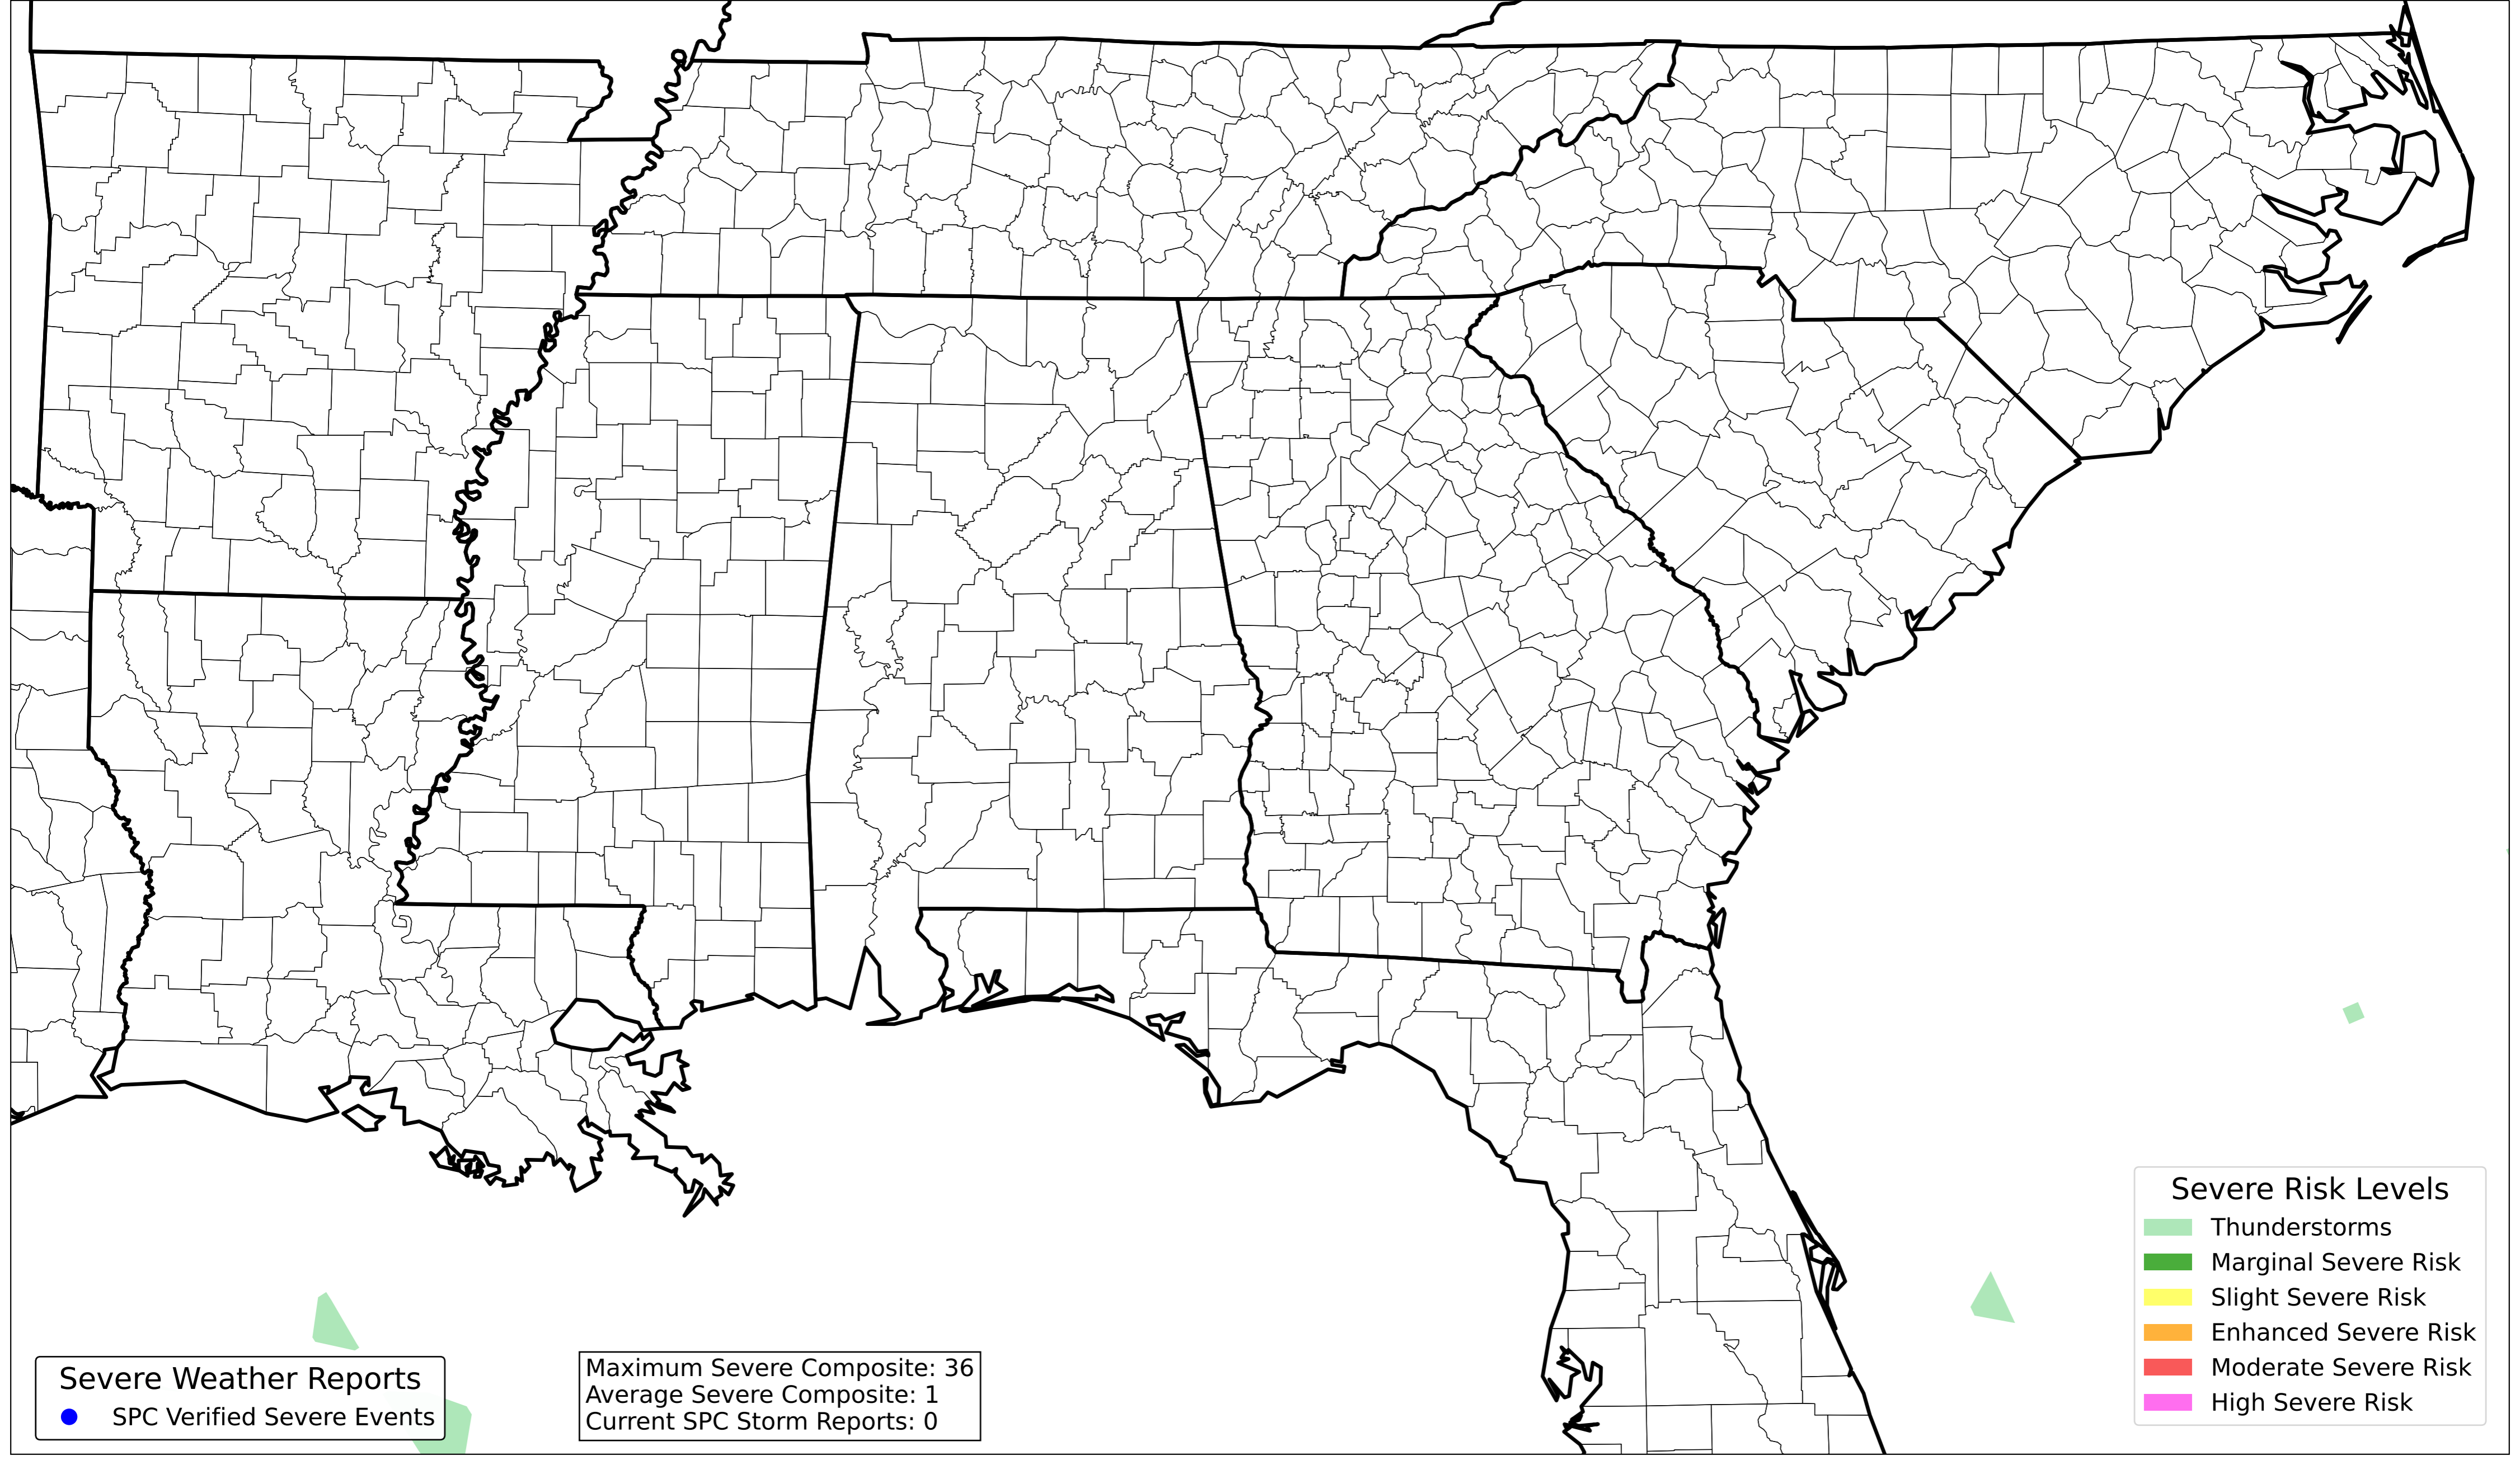 Severe Weather Reports
SPC Verified Severe Events
Maximum Severe Composite: 36
Average Severe Composite: 1
Current SPC Storm Reports: 0
Severe Risk Levels
Thunderstorms
Marginal Severe Risk
Slight Severe Risk
Enhanced Severe Risk
Moderate Severe Risk
High Severe Risk